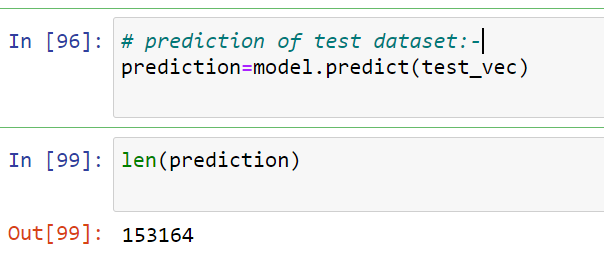 In [96]: # prediction of test dataset:-
prediction=model.predict(test_vec)
In [99]: len(prediction)
Out[99]: 153164